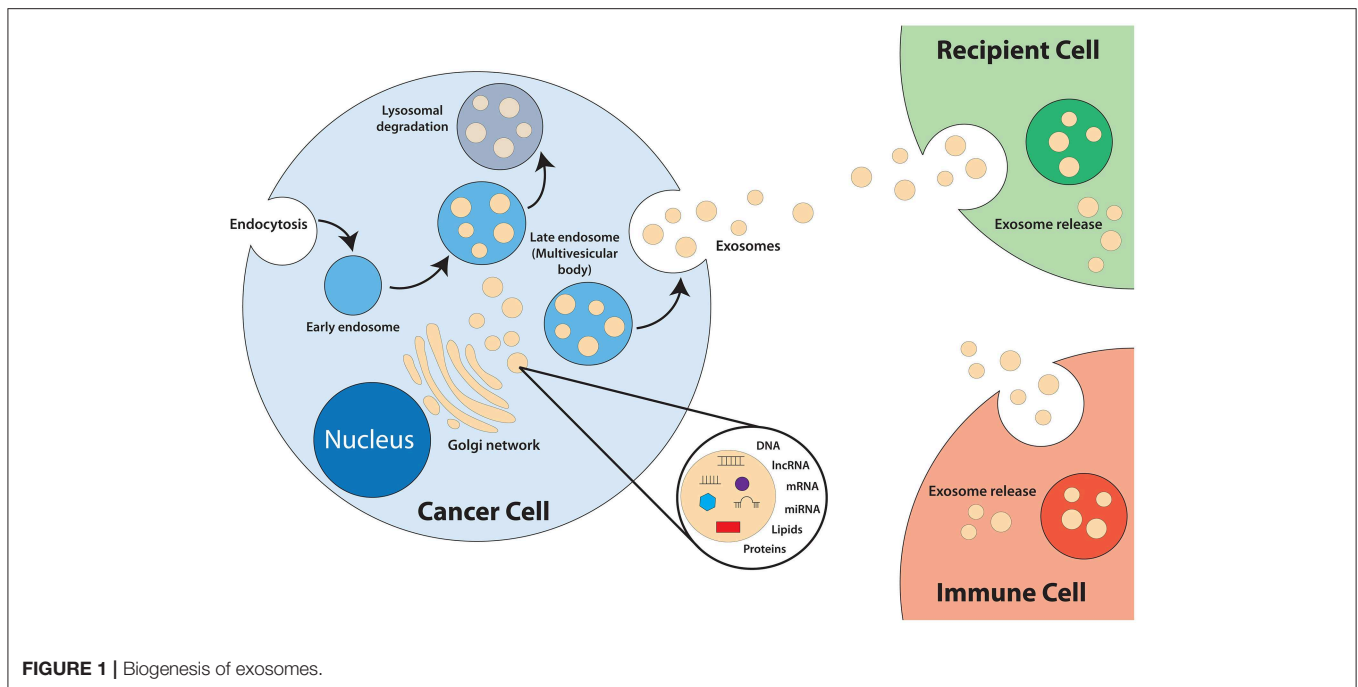 Recipient Cell
Lysosomal
degradation
Endocytosis
Late endosome
(Multivesicular
body)
Exosomes
Exosome release
Early endosome
Nucleus
Golgi network
Cancer Cell
DNA
lncRNA
mRNA
miRNA
Lipids
Proteins
Exosome release
Immune Cell
FIGURE 1 | Biogenesis of exosomes.